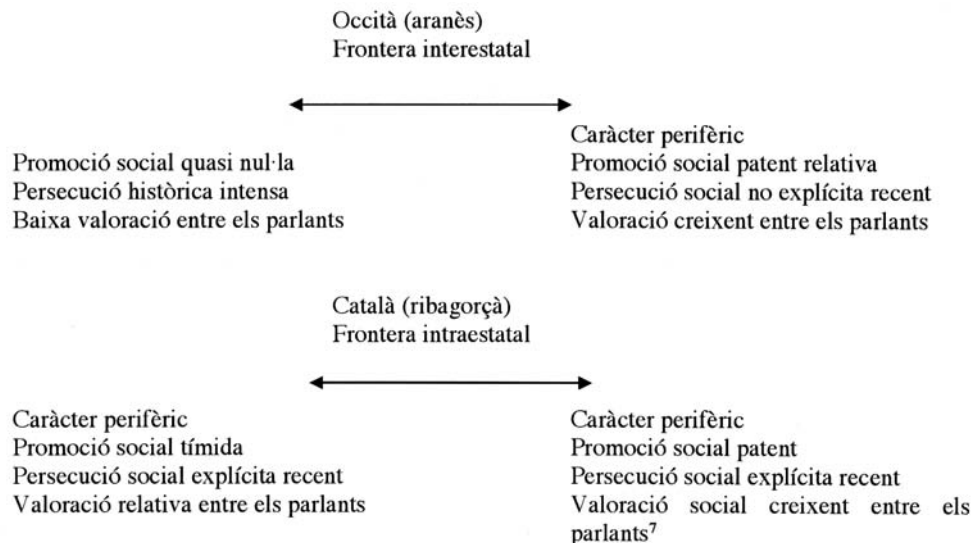 Occità (aranès)
Frontera interestatal
Promoció social quasi nul·la
Persecució històrica intensa
Baixa valoració entre els parlants
Caràcter perifèric
Promoció social patent relativa
Persecució social no explícita recent
Valoració creixent entre els parlants
Català (ribagorçà)
Frontera intraestatal
Caràcter perifèric
Promoció social tímida
Persecució social explícita recent
Valoració relativa entre els parlants
Caràcter perifèric
Promoció social patent
Persecució social explícita recent
Valoració social creixent entre els
parlants⁷